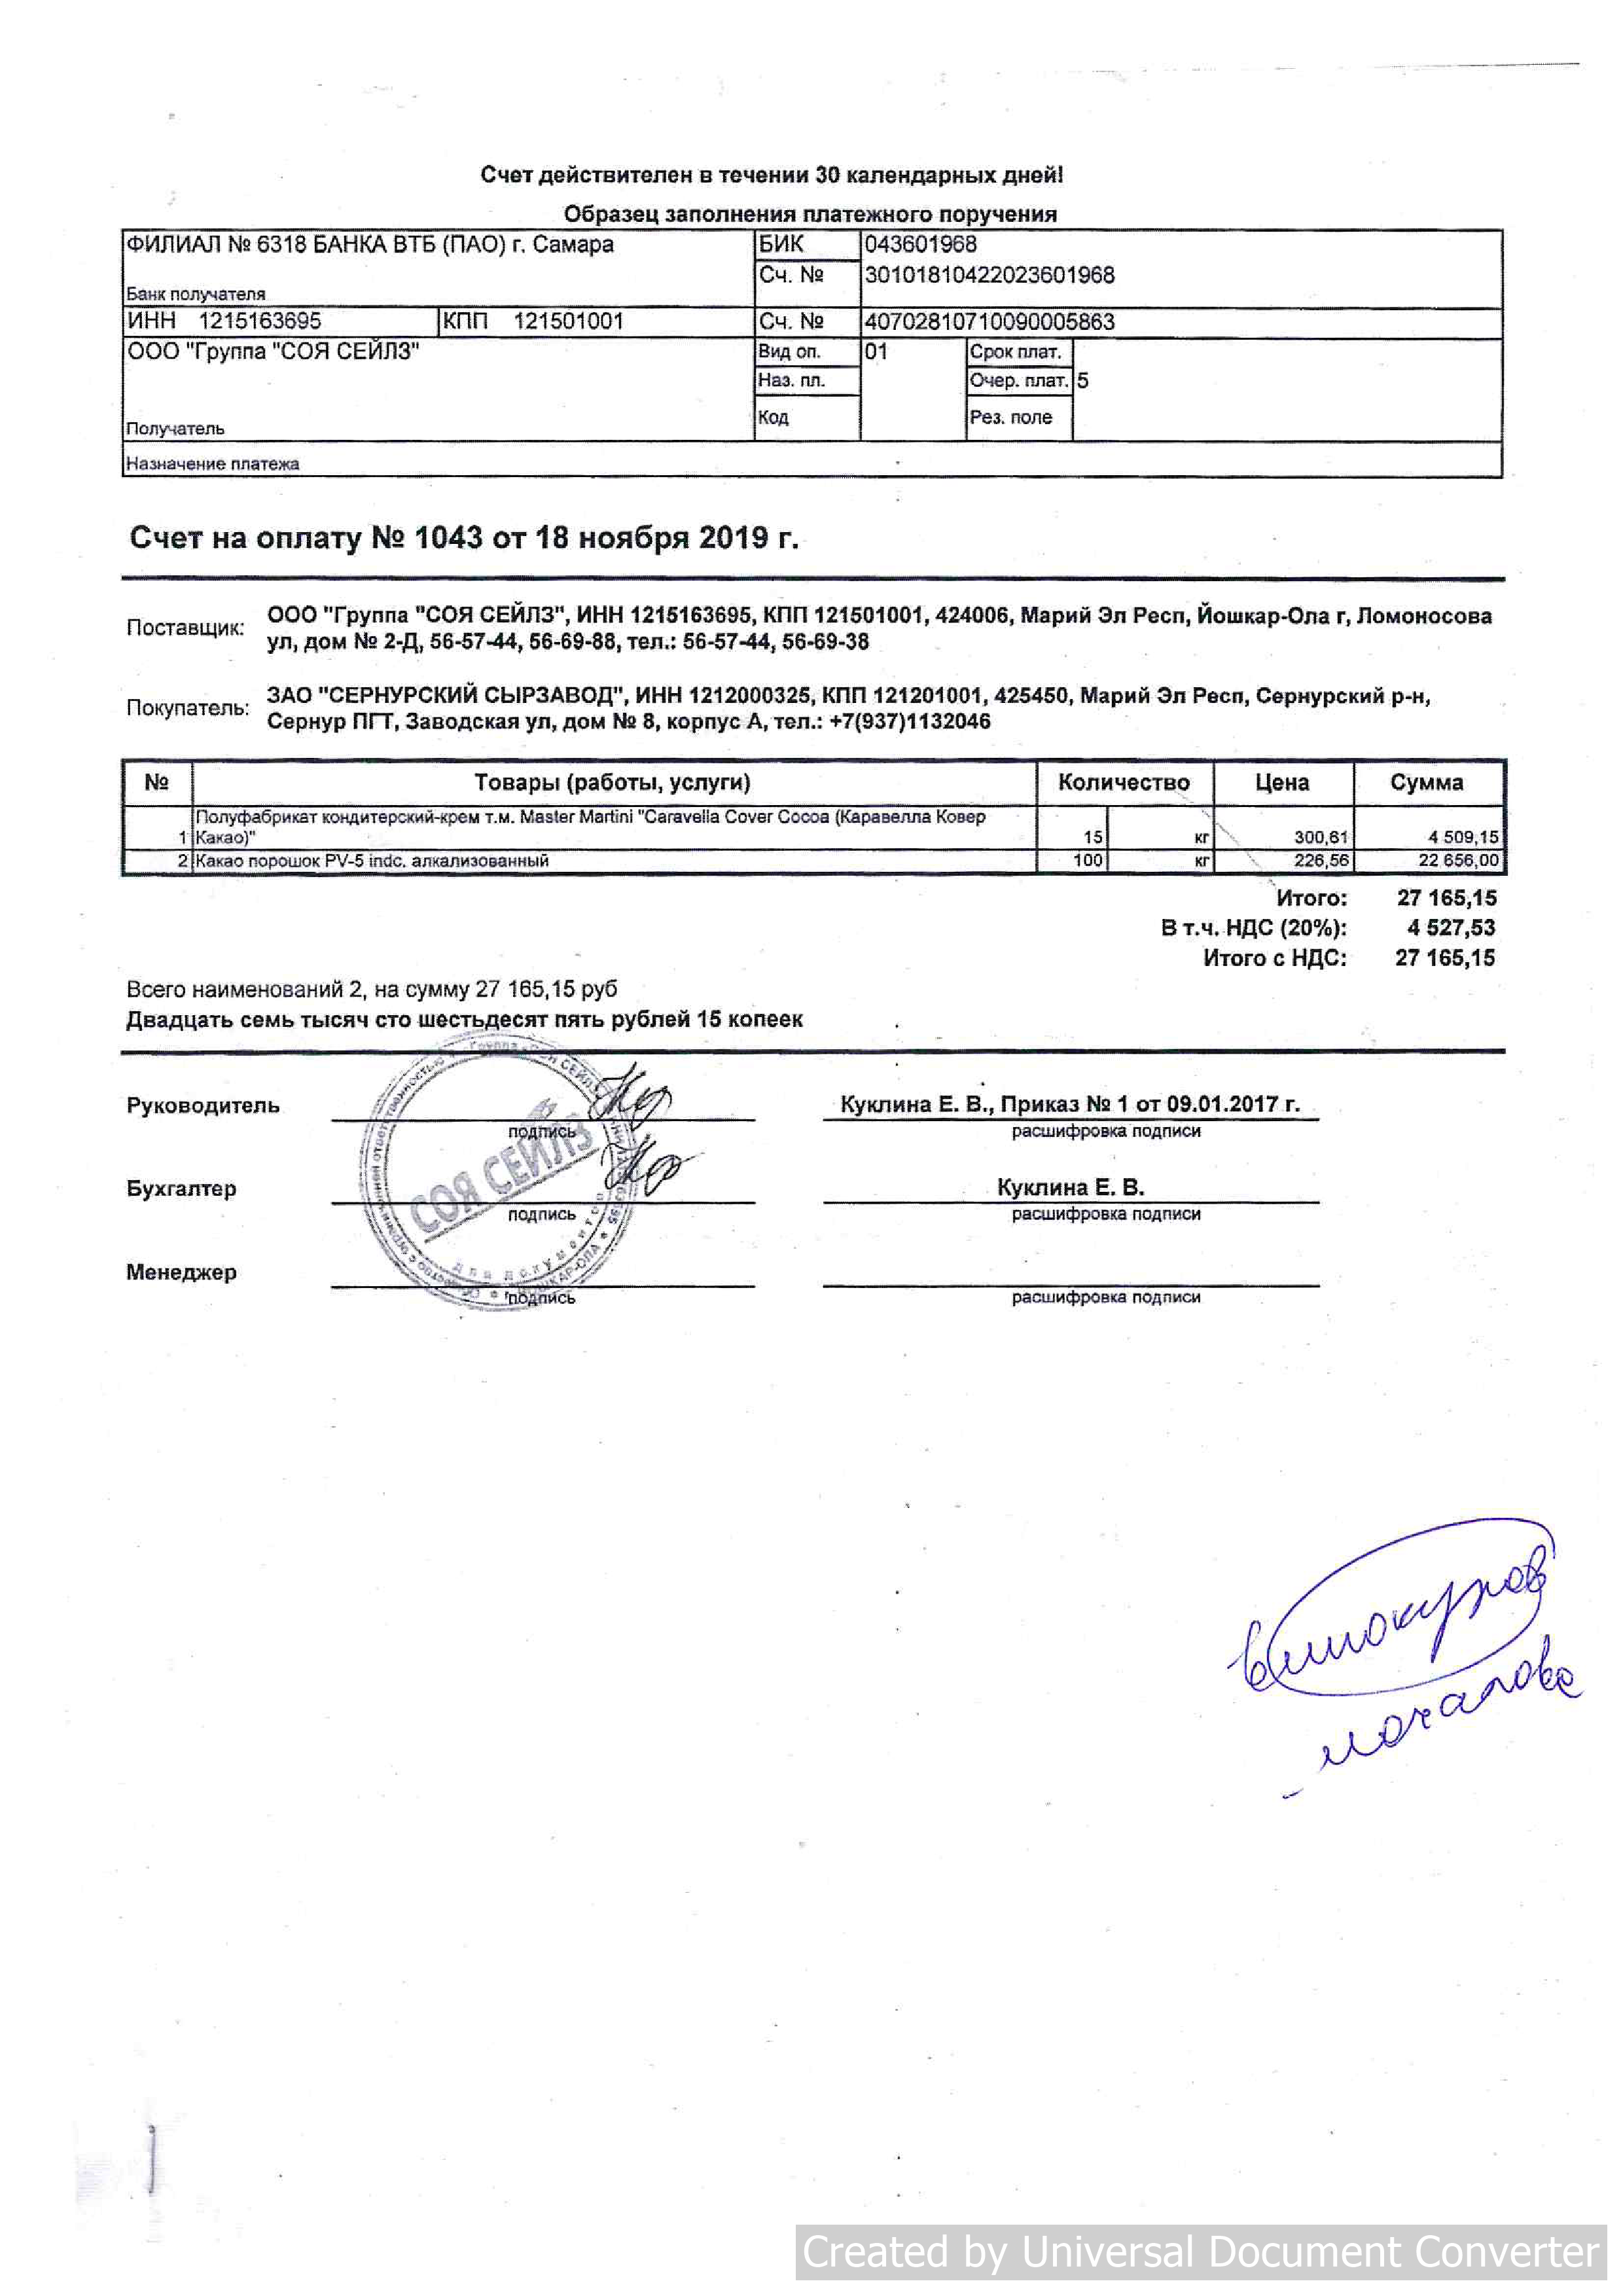 Счет действителен в течении 30 календарных дней!
Образец заполнения платежного поручения
ФИЛИАЛ № 6318 БАНКА ВТБ (ПАО) г. Самара БИК 043601968
Сч. № 30101810422023601968
Банк получателя
ИНН 1215163695 КПП 121501001 Сч. № 40702810710090005863
ООО "Группа "СОЯ СЕЙЛЗ" Вид оп. 01 Срок плат.
Наз. пл. Очер. плат. 5
Получатель Код Рез. поле
Назначение платежа
Счет на оплату № 1043 от 18 ноября 2019 г.
Поставщик: ООО "Группа "СОЯ СЕЙЛЗ", ИНН 1215163695, КПП 121501001, 424006, Марий Эл Респ, Йошкар-Ола г, Ломоносова
ул, дом № 2-Д, 56-57-44, 56-69-88, тел.: 56-57-44, 56-69-38
Покупатель: ЗАО "СЕРНУРСКИЙ СЫРЗАВОД", ИНН 1212000325, КПП 121201001, 425450, Марий Эл Респ, Сернурский р-н,
Сернур ПГТ, Заводская ул, дом № 8, корпус А, тел.: +7(937)1132046
№ Товары (работы, услуги) Количество Цена Сумма
Полуфабрикат кондитерский-крем т.м. Master Martini "Caravella Cover Cocoa (Каравелла Ковер
1 Какао)" 15 кг 300,61 4 509,15
2 Какао порошок PV-5 indc. алкализованный 100 кг 226,56 22 656,00
Итого: 27 165,15
В т.ч. НДС (20%): 4 527,53
Итого с НДС: 27 165,15
Всего наименований 2, на сумму 27 165,15 руб
Двадцать семь тысяч сто шестьдесят пять рублей 15 копеек
Руководитель Куклина Е. В., Приказ № 1 от 09.01.2017 г.
подпись расшифровка подписи
СОЯ СЕЙЛЗ
Бухгалтер Куклина Е. В.
подпись расшифровка подписи
для документов
ЙОШКАР-ОЛА
Менеджер
подпись расшифровка подписи
Винокуров
Created by Universal Document Converter